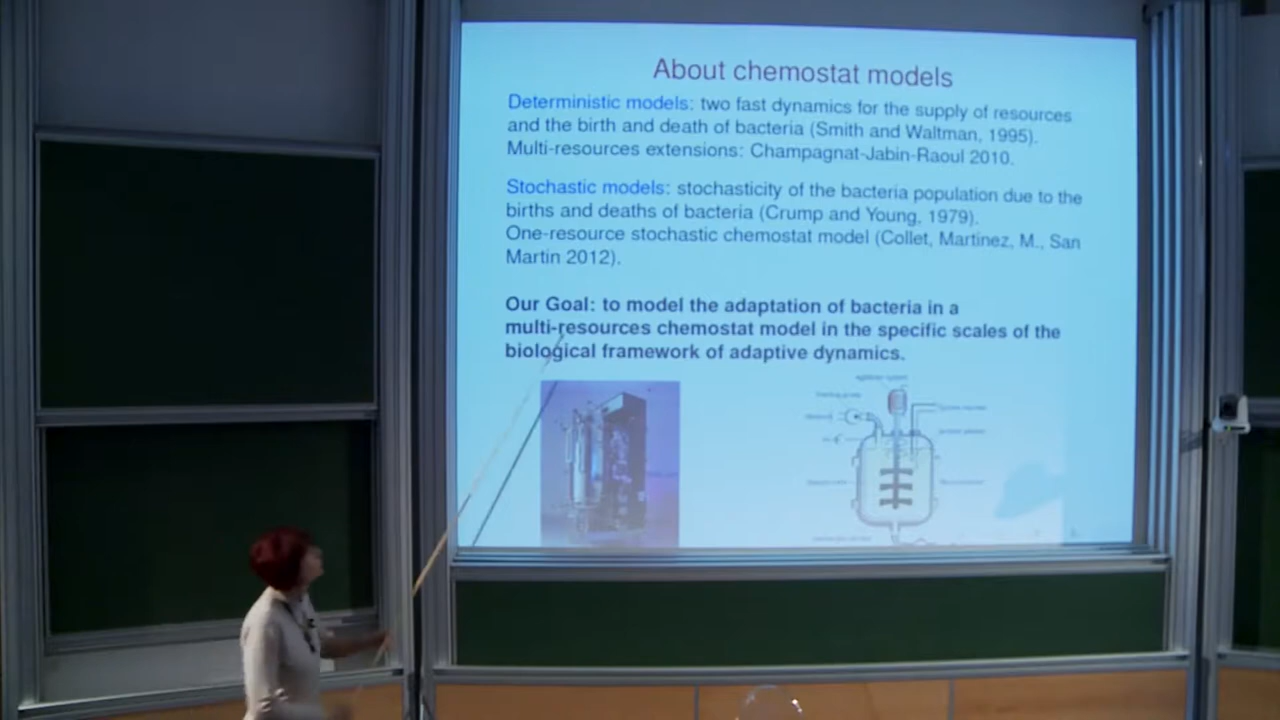 About chemostat models
Deterministic models: two fast dynamics for the supply of resources
and the birth and death of bacteria (Smith and Waltman, 1995).
Multi-resources extensions: Champagnat-Jabin-Raoul 2010.
Stochastic models: stochasticity of the bacteria population due to the
births and deaths of bacteria (Crump and Young, 1979).
One-resource stochastic chemostat model (Collet, Martinez, M., San
Martin 2012).
Our Goal: to model the adaptation of bacteria in a
multi-resources chemostat model in the specific scales of the
biological framework of adaptive dynamics.